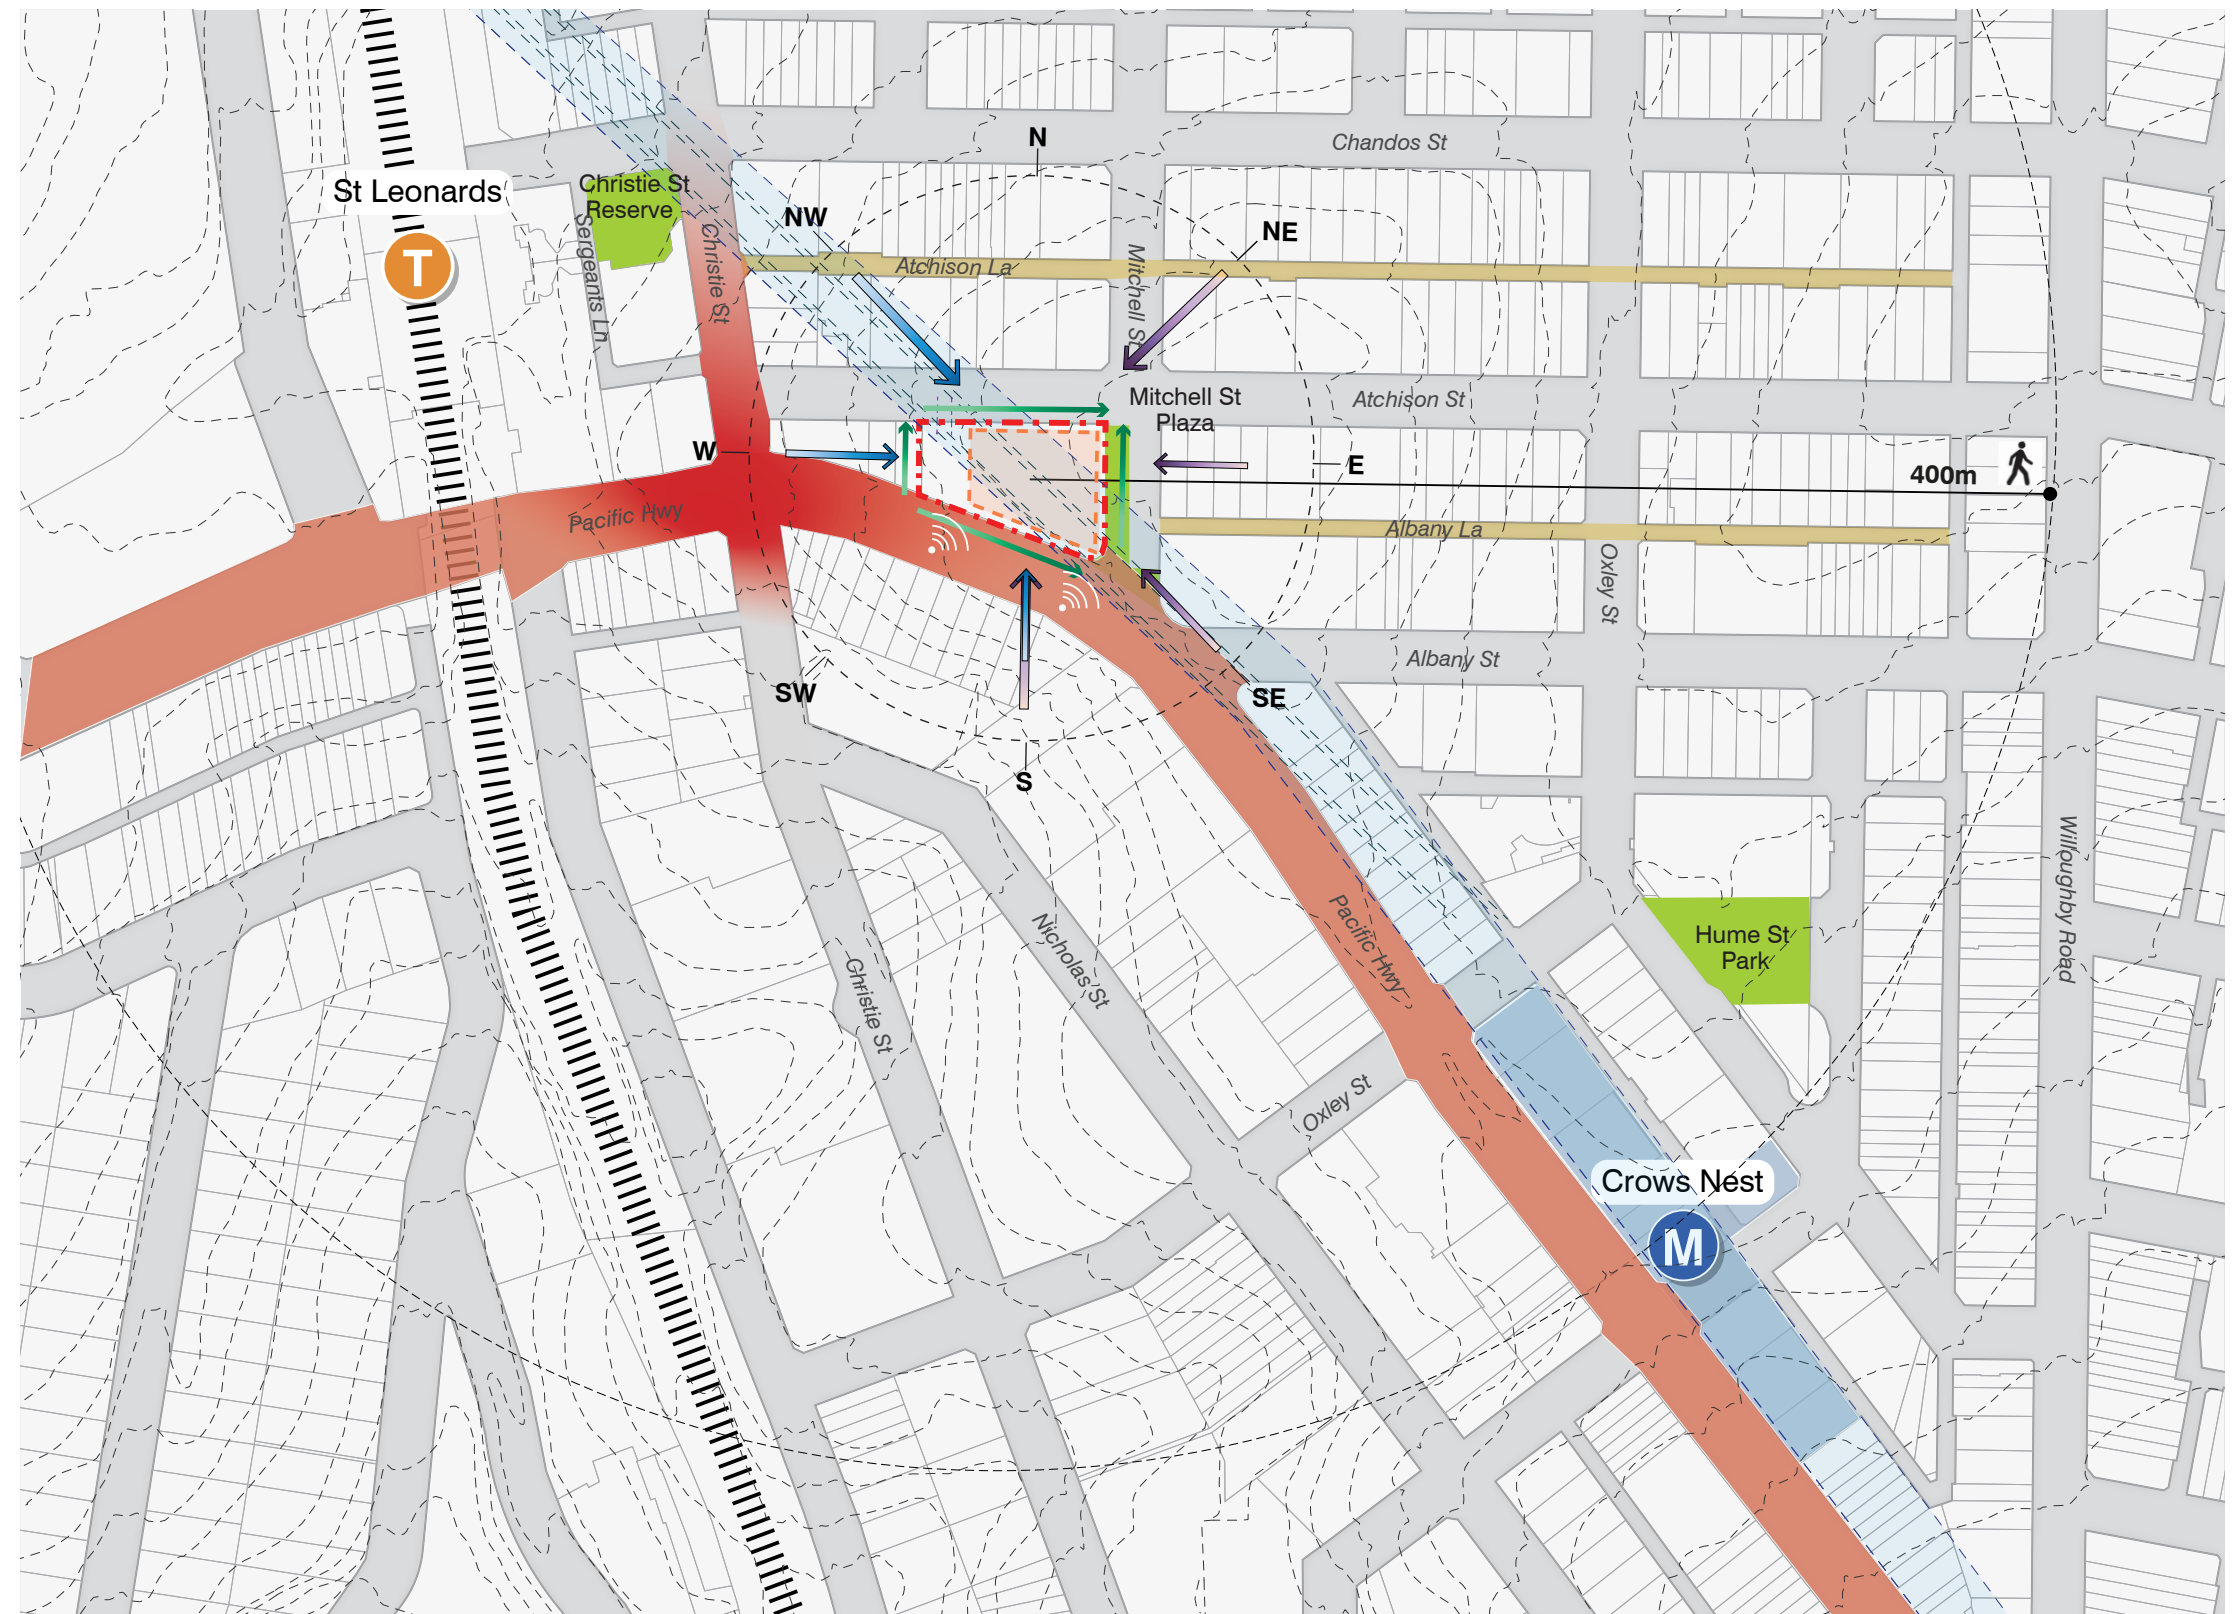 Chandos St
N
St Leonards
Christie St
Reserve
NW
NE
T
Sergeants Ln
Christie St
Atchison La
Mitchell St
Mitchell St
Plaza
Atchison St
W
E
400m
Pacific Hwy
Albany La
Oxley St
Albany St
SW
SE
S
Willoughby Road
Pacific Hwy
Hume St
Park
Nicholas St
Christie St
Oxley St
Crows Nest
M